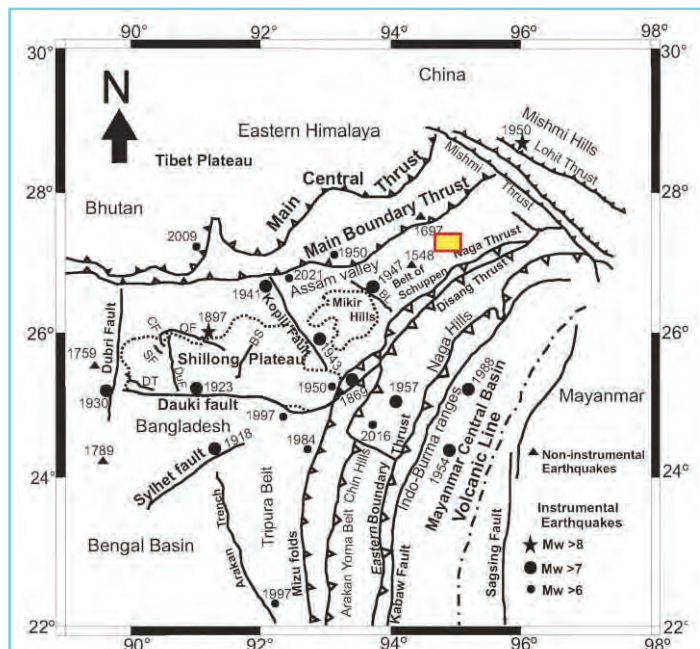 90°
92°
94°
96°
98°
30°
30°
China
N
Eastern Himalaya
Tibet Plateau
1950
Mishmi Hills
Lohit Thrust
Mishmi Thrust
28°
28°
Bhutan
Main Central Thrust
Main Boundary Thrust
2009
1697
1950
1548
Naga Thrust
2021
Assam valley
1947
Belt of Schuppen
Disang Thrust
1941
Kopili Fault
BL
Mikir Hills
26°
26°
Dubri Fault
1897
CF
OF
BS
1943
Naga Hills
1759
Shillong Plateau
1988
DT
1930
1923
1950
1869
1957
Dauki fault
Indo-Burma ranges
Mayanmar
Bangladesh
1997
1918
1984
2016
Thrust
1954
Mayanmar Central Basin
Volcanic Line
1789
24°
24°
Sylhet fault
Non-instrumental
Earthquakes
Instrumental
Earthquakes
Mw >8
Mw >7
Mw >6
Bengal Basin
Trench
Arakan
Tripura Belt
Mizu folds
Arakan Yoma Belt
Chin Hills
Eastern Boundary
Kabaw Fault
Sagsing Fault
1997
22°
22°
90°
92°
94°
96°
98°